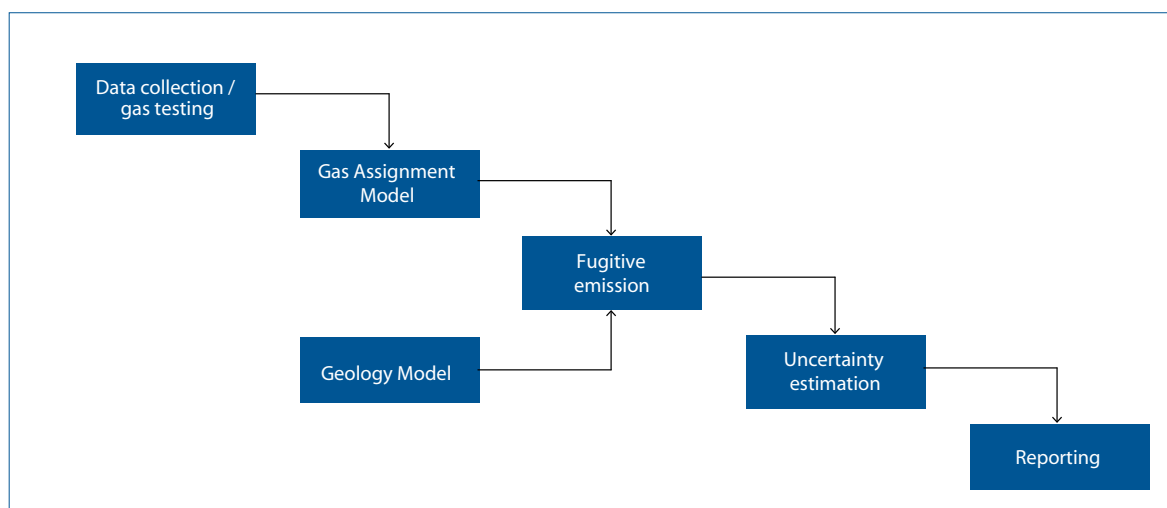 Data collection /
gas testing
Gas Assignment
Model
Fugitive
emission
Geology Model
Uncertainty
estimation
Reporting